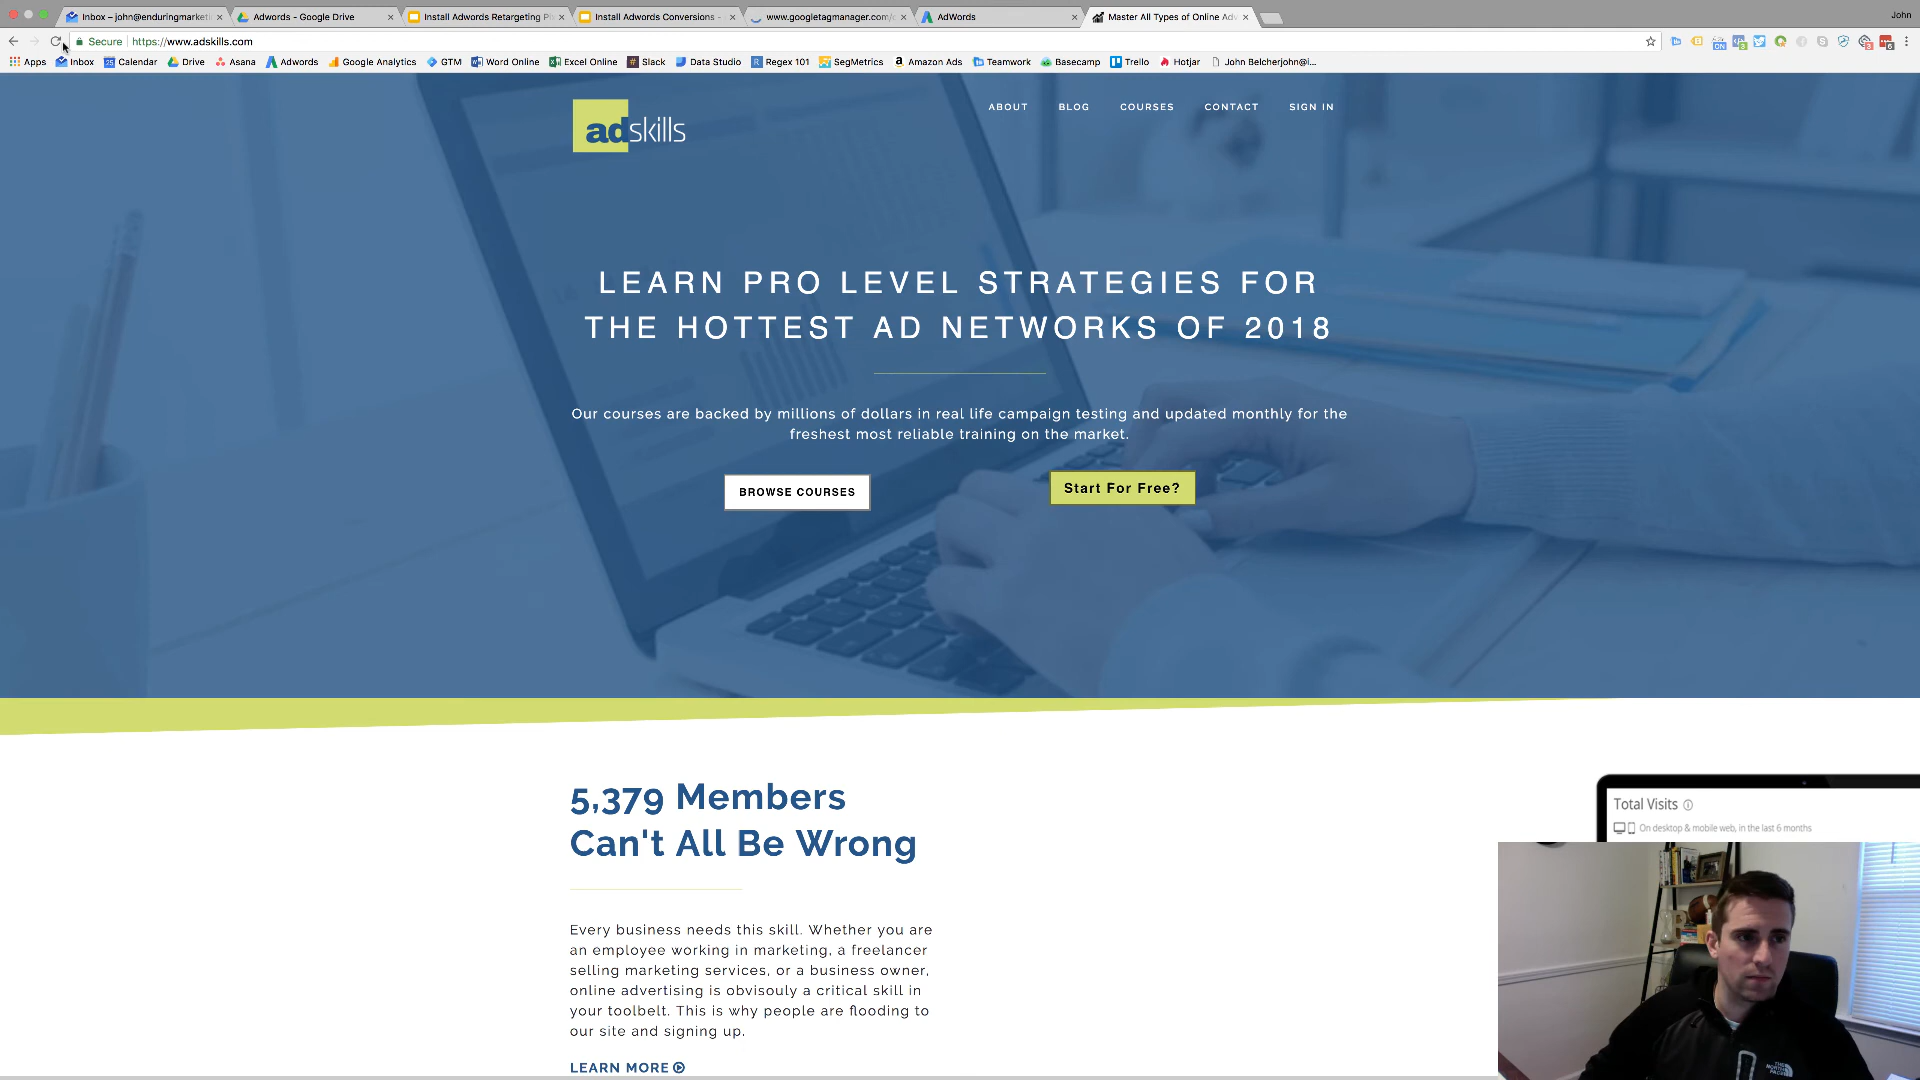 Inbox – john@enduringmarketi
Adwords - Google Drive
Install Adwords Retargeting Pi
Install Adwords Conversions -
www.googletagmanager.com/
AdWords
Master All Types of Online Adv
John
Secure
https://www.adskills.com
Apps
Inbox
Calendar
Drive
Asana
Adwords
Google Analytics
GTM
Word Online
Excel Online
Slack
Data Studio
Regex 101
SegMetrics
Amazon Ads
Teamwork
Basecamp
Trello
Hotjar
John Belcherjohn@i...
adskills
ABOUT
BLOG
COURSES
CONTACT
SIGN IN
LEARN PRO LEVEL STRATEGIES FOR
THE HOTTEST AD NETWORKS OF 2018
Our courses are backed by millions of dollars in real life campaign testing and updated monthly for the
freshest most reliable training on the market.
BROWSE COURSES
Start For Free?
5,379 Members
Can't All Be Wrong
Total Visits
On desktop & mobile web, in the last 6 months
Every business needs this skill. Whether you are
an employee working in marketing, a freelancer
selling marketing services, or a business owner,
online advertising is obvisouly a critical skill in
your toolbelt. This is why people are flooding to
our site and signing up.
LEARN MORE
THE
NORTH
FACE